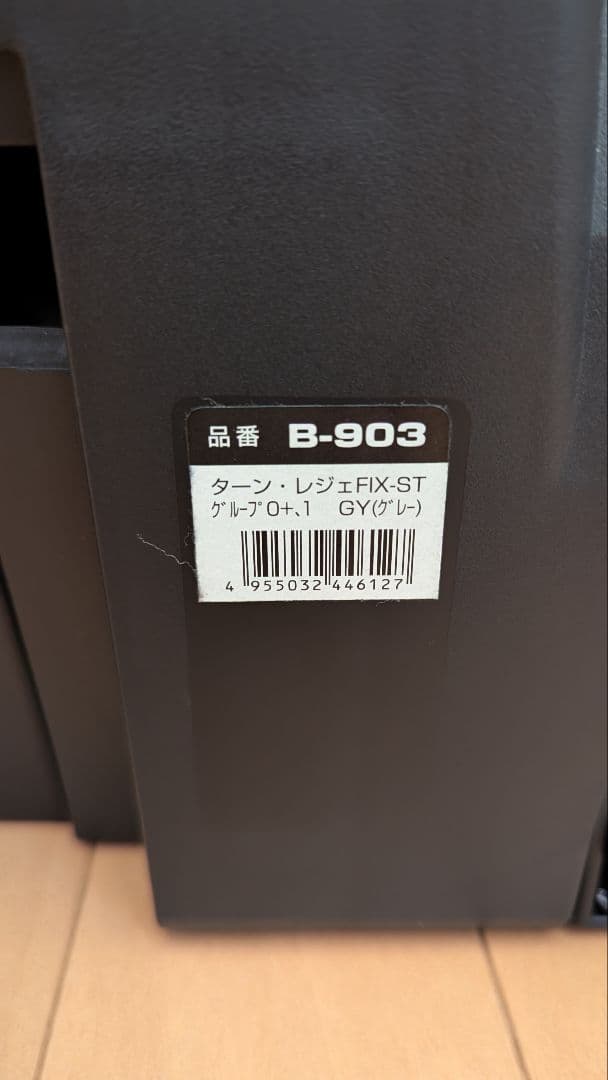 品番 B-903
ターン・レジェFIX-ST
ｸﾞﾙｰﾌﾟ0+､1 GY(ｸﾞﾚｰ)
4 955032 446127